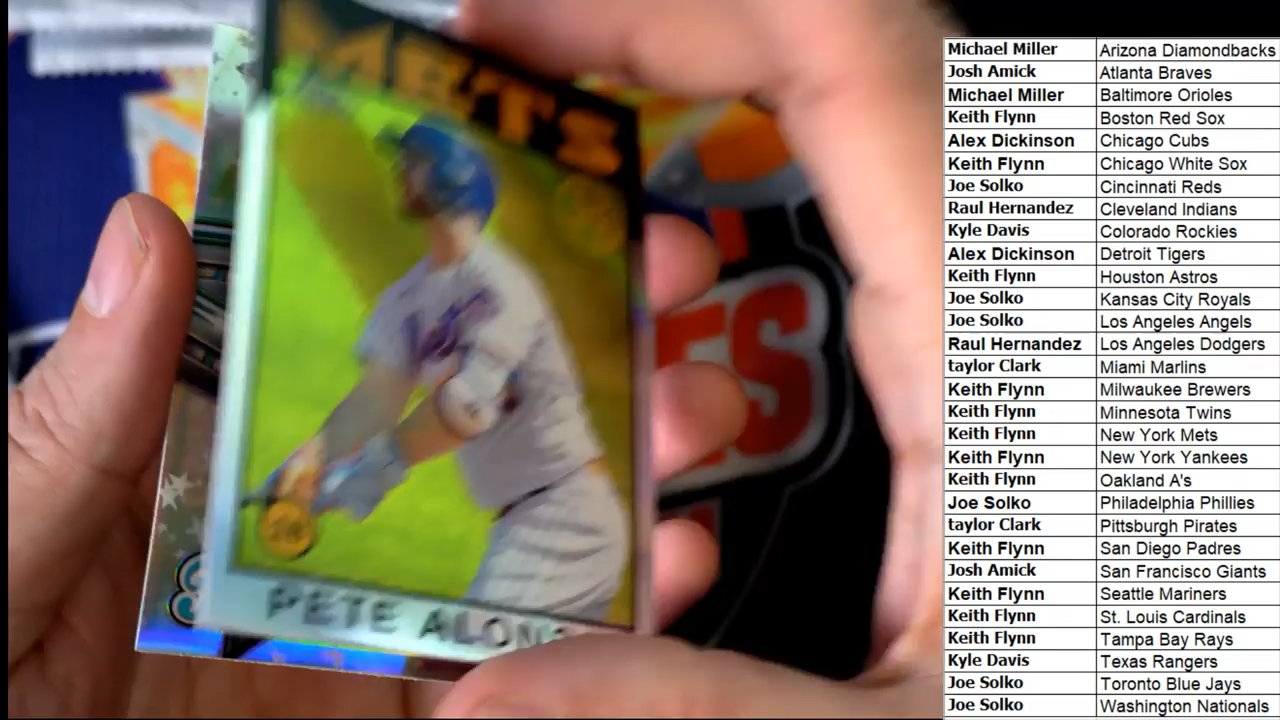 METS
PETE ALON
ES
Michael Miller Arizona Diamondbacks
Josh Amick Atlanta Braves
Michael Miller Baltimore Orioles
Keith Flynn Boston Red Sox
Alex Dickinson Chicago Cubs
Keith Flynn Chicago White Sox
Joe Solko Cincinnati Reds
Raul Hernandez Cleveland Indians
Kyle Davis Colorado Rockies
Alex Dickinson Detroit Tigers
Keith Flynn Houston Astros
Joe Solko Kansas City Royals
Joe Solko Los Angeles Angels
Raul Hernandez Los Angeles Dodgers
taylor Clark Miami Marlins
Keith Flynn Milwaukee Brewers
Keith Flynn Minnesota Twins
Keith Flynn New York Mets
Keith Flynn New York Yankees
Keith Flynn Oakland A's
Joe Solko Philadelphia Phillies
taylor Clark Pittsburgh Pirates
Keith Flynn San Diego Padres
Josh Amick San Francisco Giants
Keith Flynn Seattle Mariners
Keith Flynn St. Louis Cardinals
Keith Flynn Tampa Bay Rays
Kyle Davis Texas Rangers
Joe Solko Toronto Blue Jays
Joe Solko Washington Nationals